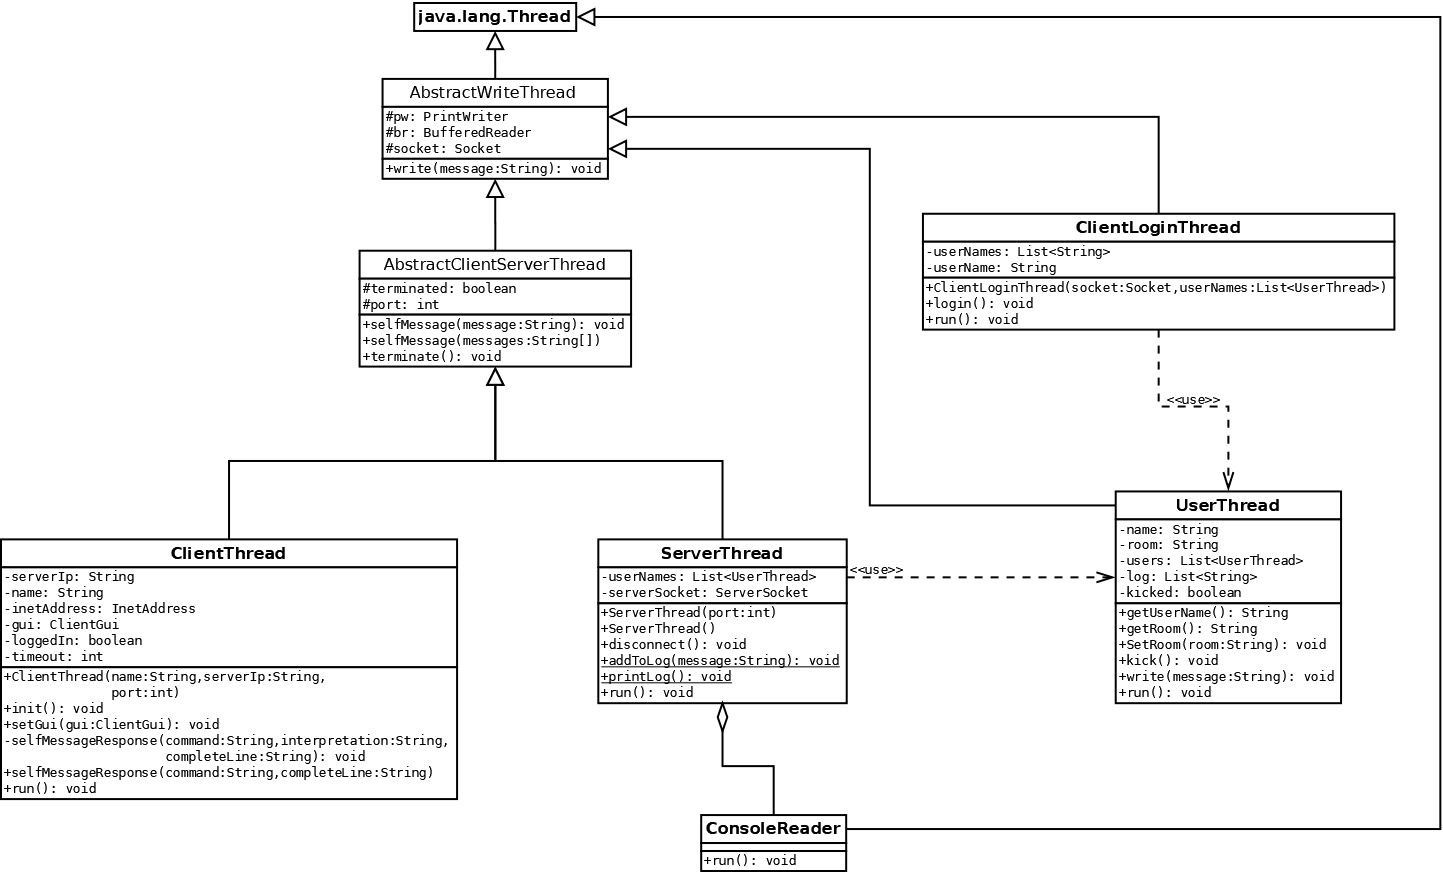 java.lang.Thread
AbstractWriteThread
#pw: PrintWriter
#br: BufferedReader
#socket: Socket
+write(message:String): void
AbstractClientServerThread
#terminated: boolean
#port: int
+selfMessage(message:String): void
+selfMessage(messages:String[])
+terminate(): void
ClientLoginThread
-userNames: List<String>
-userName: String
+ClientLoginThread(socket:Socket,userNames:List<UserThread>)
+login(): void
+run(): void
<<use>>
ClientThread
-serverIp: String
-name: String
-inetAddress: InetAddress
-gui: ClientGui
-loggedIn: boolean
-timeout: int
+ClientThread(name:String,serverIp:String,
port:int)
+init(): void
+setGui(gui:ClientGui): void
-selfMessageResponse(command:String,interpretation:String,
completeLine:String): void
+selfMessageResponse(command:String,completeLine:String)
+run(): void
ServerThread
-userNames: List<UserThread>
-serverSocket: ServerSocket
+ServerThread(port:int)
+ServerThread()
+disconnect(): void
+addToLog(message:String): void
+printLog(): void
+run(): void
<<use>>
UserThread
-name: String
-room: String
-users: List<UserThread>
-log: List<String>
-kicked: boolean
+getUserName(): String
+getRoom(): String
+SetRoom(room:String): void
+kick(): void
+write(message:String): void
+run(): void
ConsoleReader
+run(): void